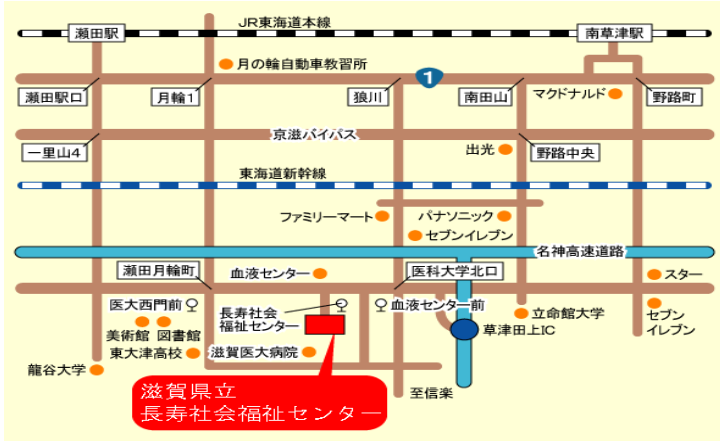 JR東海道本線
瀬田駅
南草津駅
月の輪自動車教習所
1
瀬田駅口
月輪1
狼川
南田山
マクドナルド
野路町
京滋バイパス
一里山4
出光
野路中央
東海道新幹線
ファミリーマート
パナソニック
セブンイレブン
名神高速道路
瀬田月輪町
血液センター
医科大学北口
スター
医大西門前
長寿社会
福祉センター
血液センター前
立命館大学
セブン
イレブン
美術館
図書館
草津田上IC
東大津高校
滋賀医大病院
龍谷大学
至信楽
滋賀県立
長寿社会福祉センター